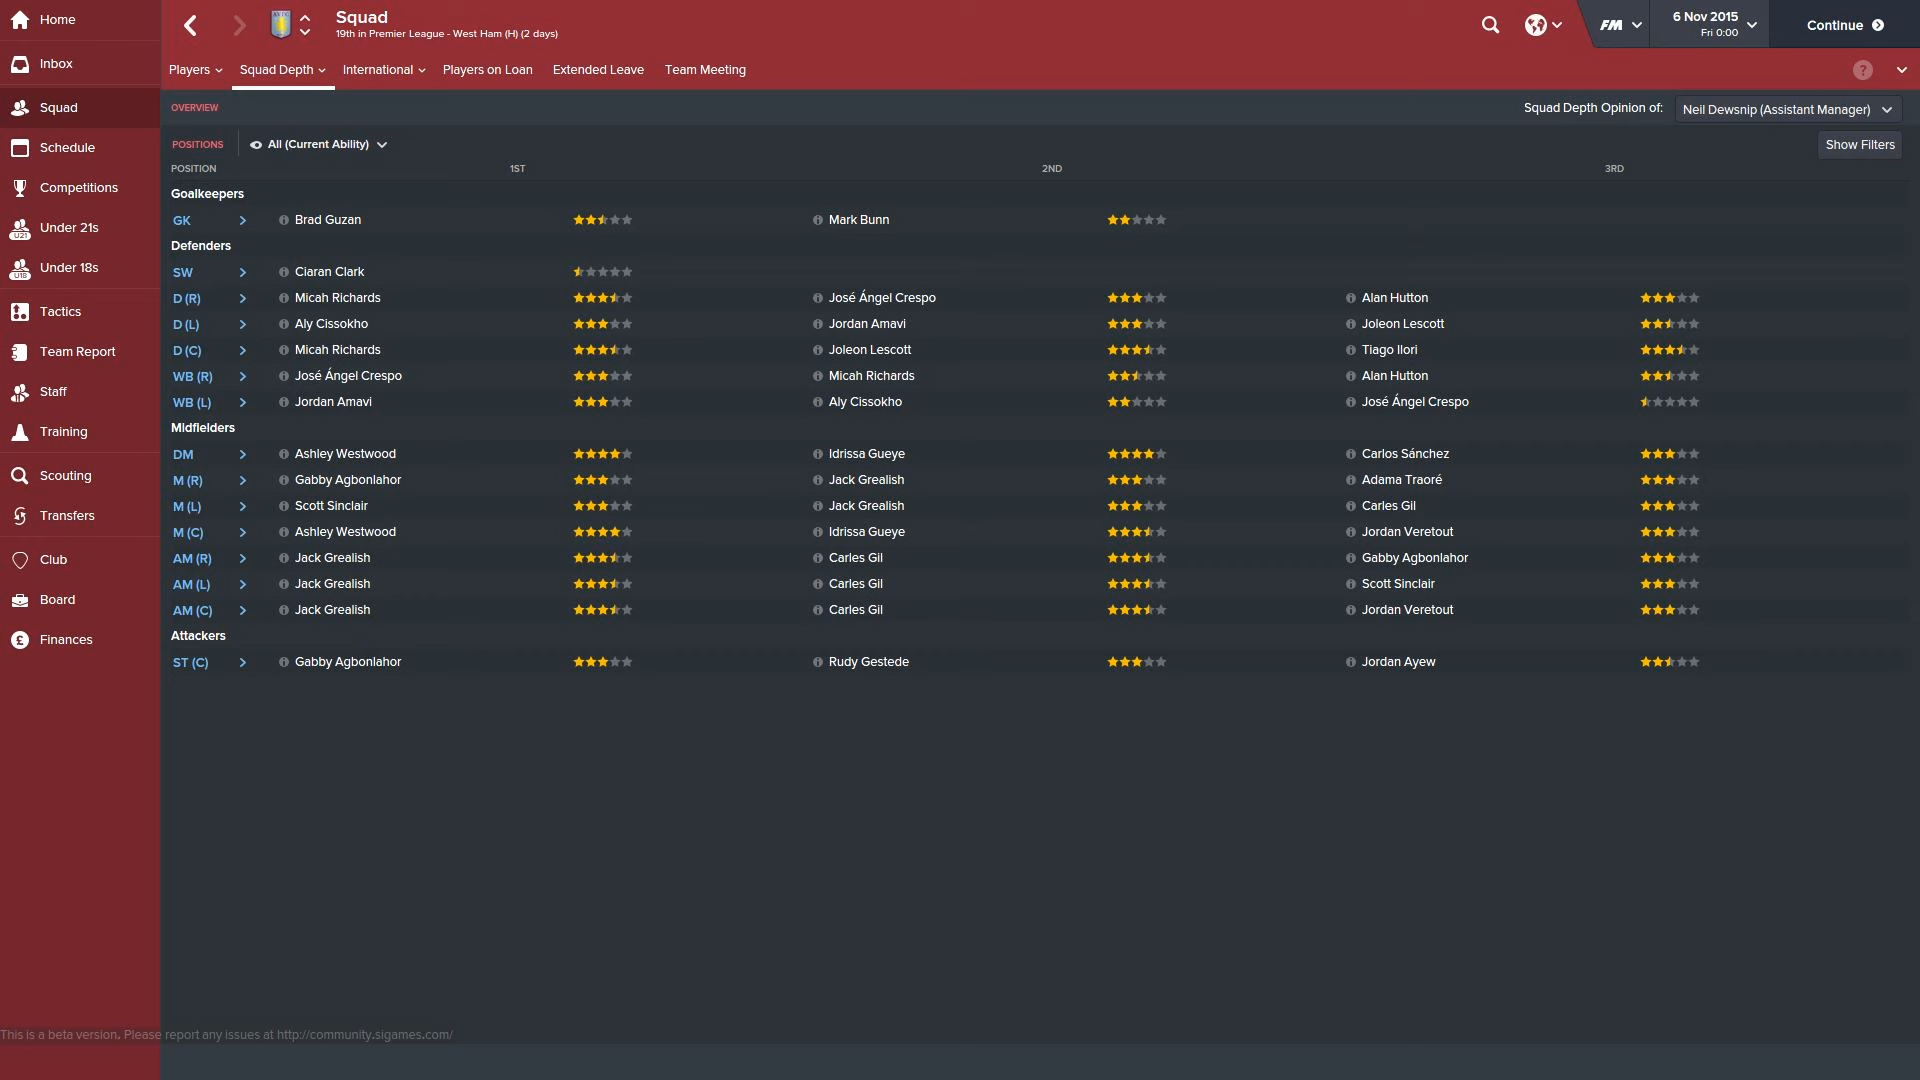 Home
Inbox
Squad
Schedule
Competitions
Under 21s
U21
Under 18s
U18
Tactics
Team Report
Staff
Training
Scouting
Transfers
Club
Board
Finances
Squad
19th in Premier League - West Ham (H) (2 days)
FM
6 Nov 2015
Fri 0:00
Continue
Players Squad Depth International Players on Loan Extended Leave Team Meeting ?
OVERVIEW Squad Depth Opinion of: Neil Dewsnip (Assistant Manager)
POSITIONS All (Current Ability) Show Filters
POSITION 1ST 2ND 3RD
Goalkeepers
GK Brad Guzan Mark Bunn
Defenders
SW Ciaran Clark
D (R) Micah Richards José Ángel Crespo Alan Hutton
D (L) Aly Cissokho Jordan Amavi Joleon Lescott
D (C) Micah Richards Joleon Lescott Tiago Ilori
WB (R) José Ángel Crespo Micah Richards Alan Hutton
WB (L) Jordan Amavi Aly Cissokho José Ángel Crespo
Midfielders
DM Ashley Westwood Idrissa Gueye Carlos Sánchez
M (R) Gabby Agbonlahor Jack Grealish Adama Traoré
M (L) Scott Sinclair Jack Grealish Carles Gil
M (C) Ashley Westwood Idrissa Gueye Jordan Veretout
AM (R) Jack Grealish Carles Gil Gabby Agbonlahor
AM (L) Jack Grealish Carles Gil Scott Sinclair
AM (C) Jack Grealish Carles Gil Jordan Veretout
Attackers
ST (C) Gabby Agbonlahor Rudy Gestede Jordan Ayew
This is a beta version. Please report any issues at http://community.sigames.com/